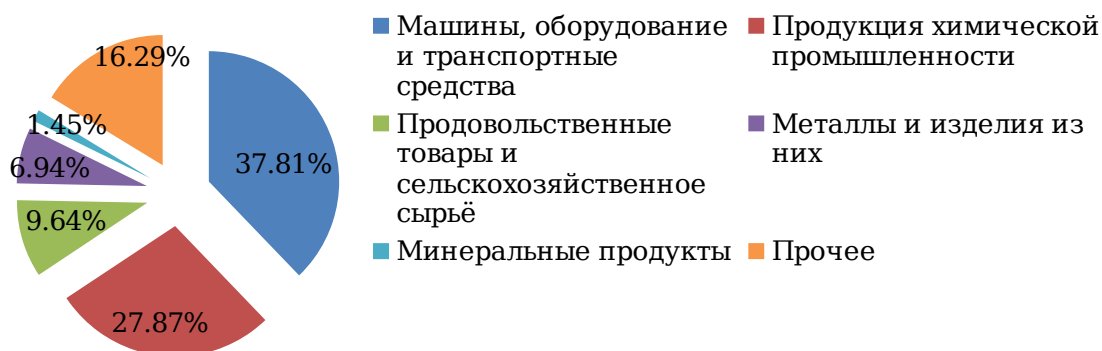 16.29%
1.45%
6.94%
9.64%
37.81%
27.87%
Машины, оборудование
и транспортные
средства
Продукция химической
промышленности
Продовольственные
товары и
сельскохозяйственное
сырьё
Металлы и изделия из
них
Минеральные продукты
Прочее